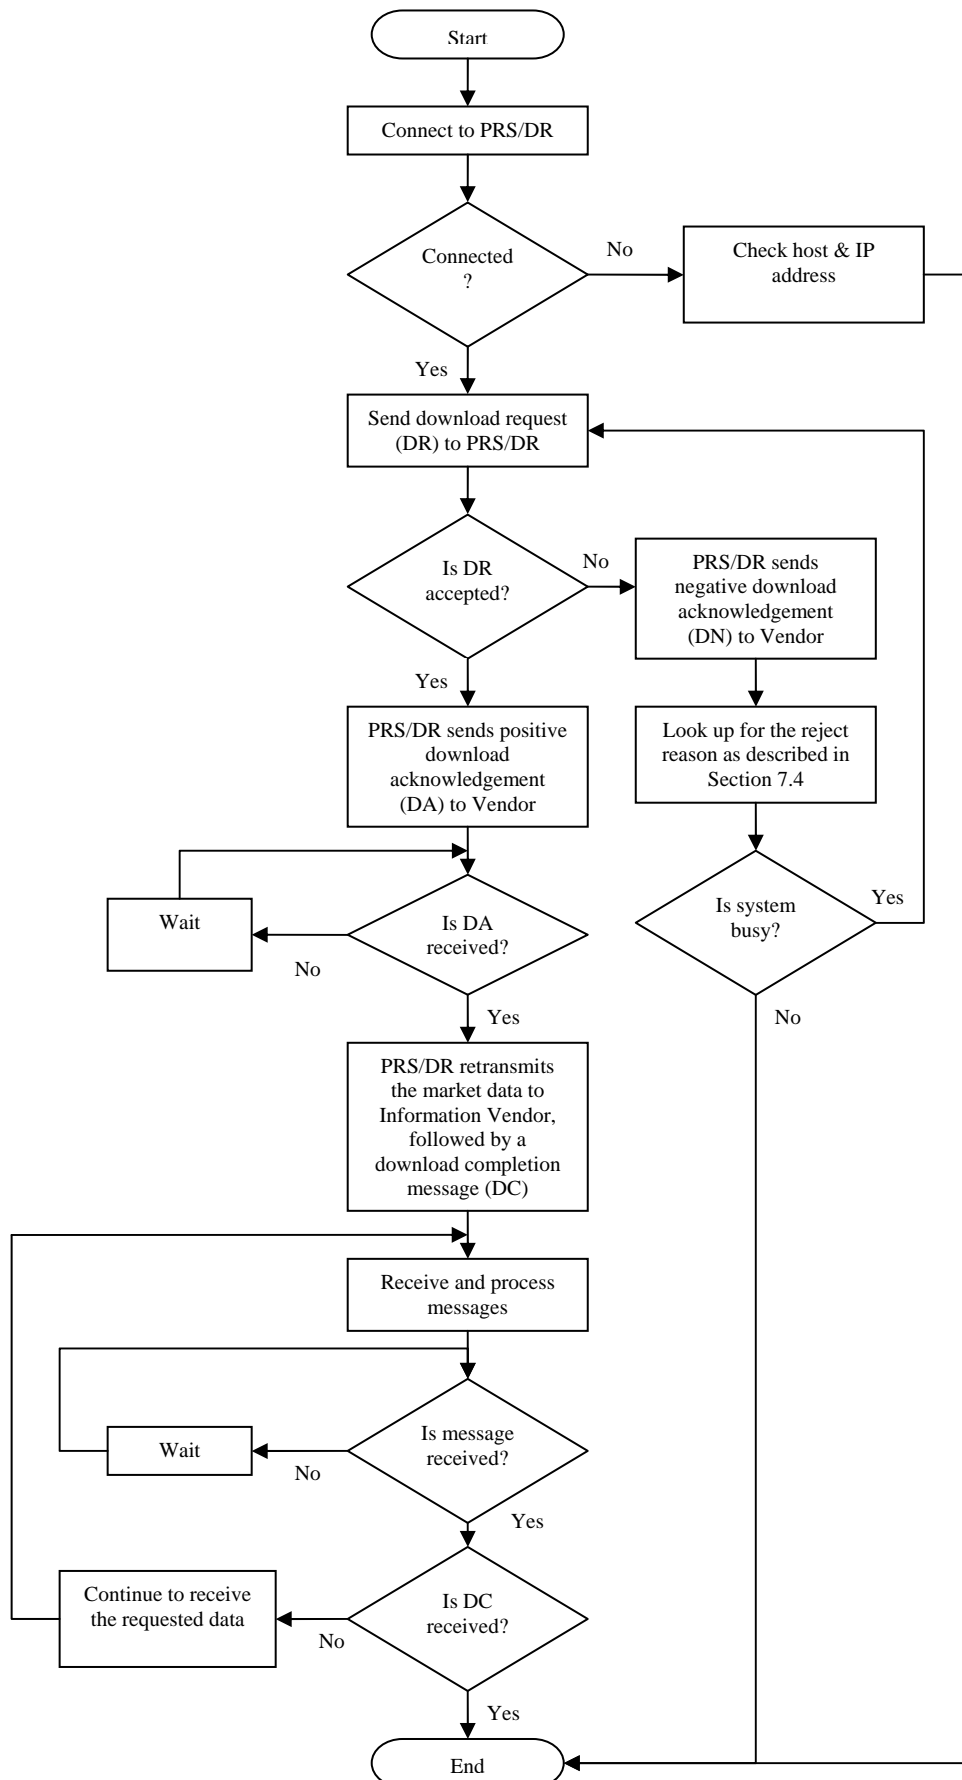 Start
Connect to PRS/DR
Connected
?
No
Check host & IP
address
Yes
Send download request
(DR) to PRS/DR
Is DR
accepted?
No
PRS/DR sends
negative download
acknowledgement
(DN) to Vendor
Yes
PRS/DR sends positive
download
acknowledgement
(DA) to Vendor
Look up for the reject
reason as described in
Section 7.4
Wait
Is DA
received?
No
Is system
busy?
Yes
No
Yes
PRS/DR retransmits
the market data to
Information Vendor,
followed by a
download completion
message (DC)
Receive and process
messages
Is message
received?
Wait
No
Yes
Continue to receive
the requested data
Is DC
received?
No
Yes
End